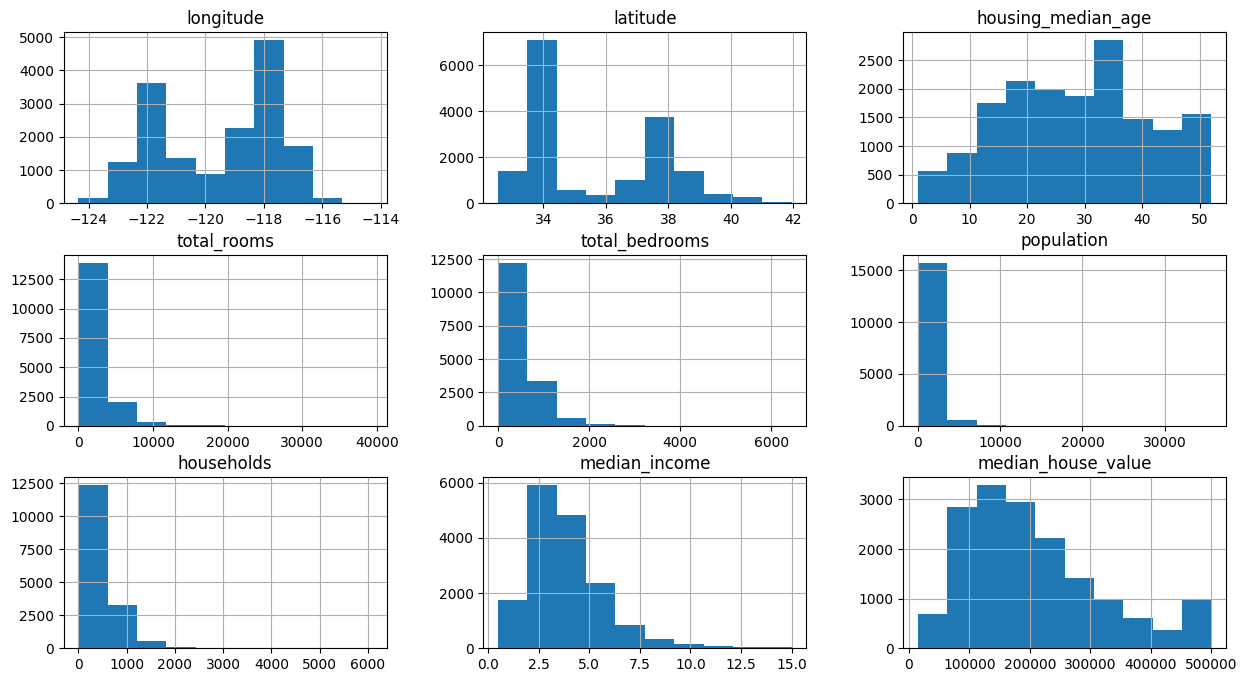 longitude
latitude
housing_median_age
5000
4000
3000
2000
1000
0
−124 −122 −120 −118 −116 −114
6000
4000
2000
0
34 36 38 40 42
2500
2000
1500
1000
500
0
0 10 20 30 40 50
total_rooms
total_bedrooms
population
12500
10000
7500
5000
2500
0
0 10000 20000 30000 40000
12500
10000
7500
5000
2500
0
0 2000 4000 6000
15000
10000
5000
0
0 10000 20000 30000
households
median_income
median_house_value
12500
10000
7500
5000
2500
0
0 1000 2000 3000 4000 5000 6000
6000
4000
2000
0
0.0 2.5 5.0 7.5 10.0 12.5 15.0
3000
2000
1000
0
0 100000 200000 300000 400000 500000